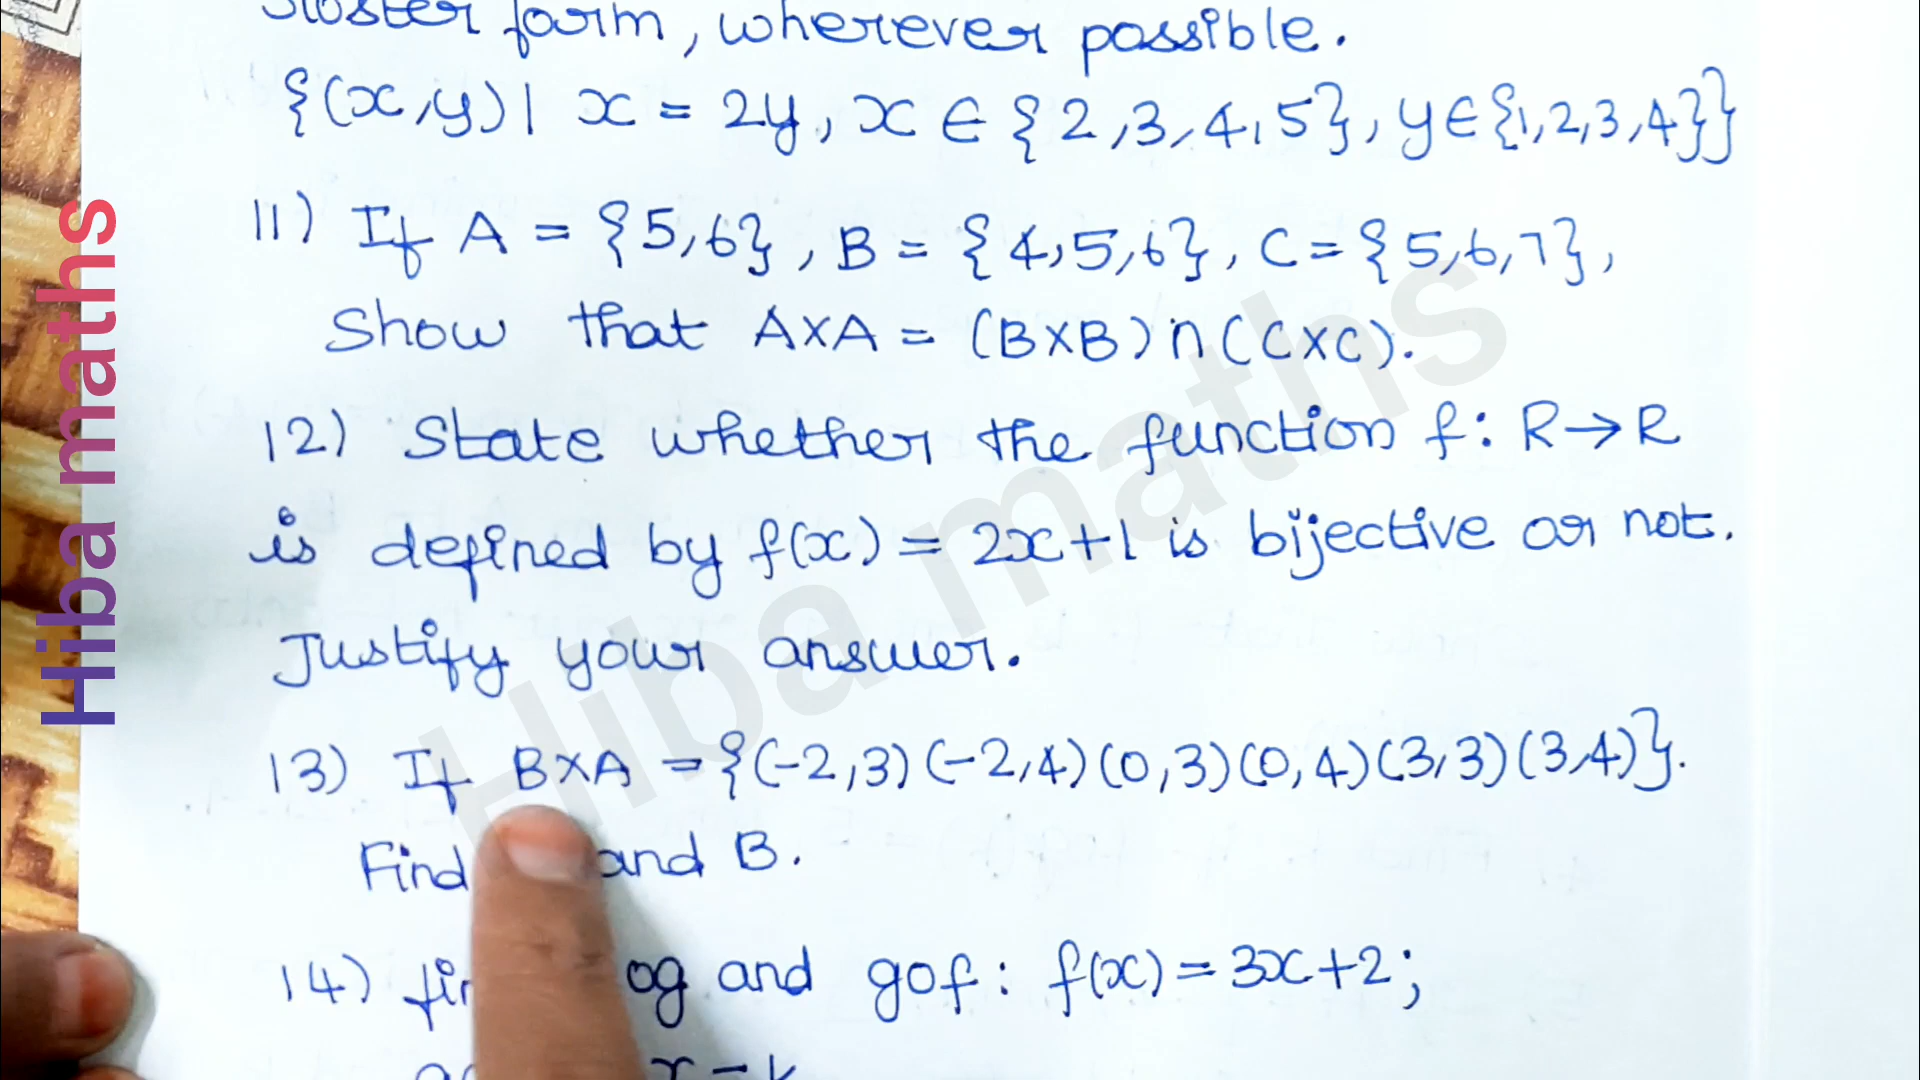 form, wherever possible.
{(x,y) | x = 2y, x ∈ {2,3,4,5}, y ∈ {1,2,3,4}}
11) If A = {5,6}, B = {4,5,6}, C = {5,6,7},
Show that A×A = (B×B) ∩ (C×C).
12) State whether the function f: R→R
is defined by f(x) = 2x+1 is bijective or not.
Justify your answer.
13) If B×A = {(-2,3) (-2,4) (0,3) (0,4) (3,3) (3,4)}.
Find and B.
14) og and gof: f(x) = 3x+2;
Hiba maths
Hiba maths